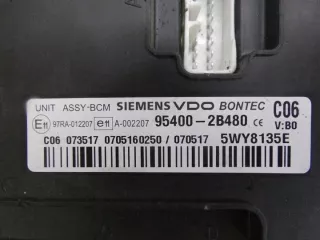 UNIT ASSY-BCM SIEMENS VDO BONTEC C06
E11 97RA-012207 e11 A-002207 95400-2B480 CE V:B0
C06 073517 0705160250 / 070517 5WY8135E